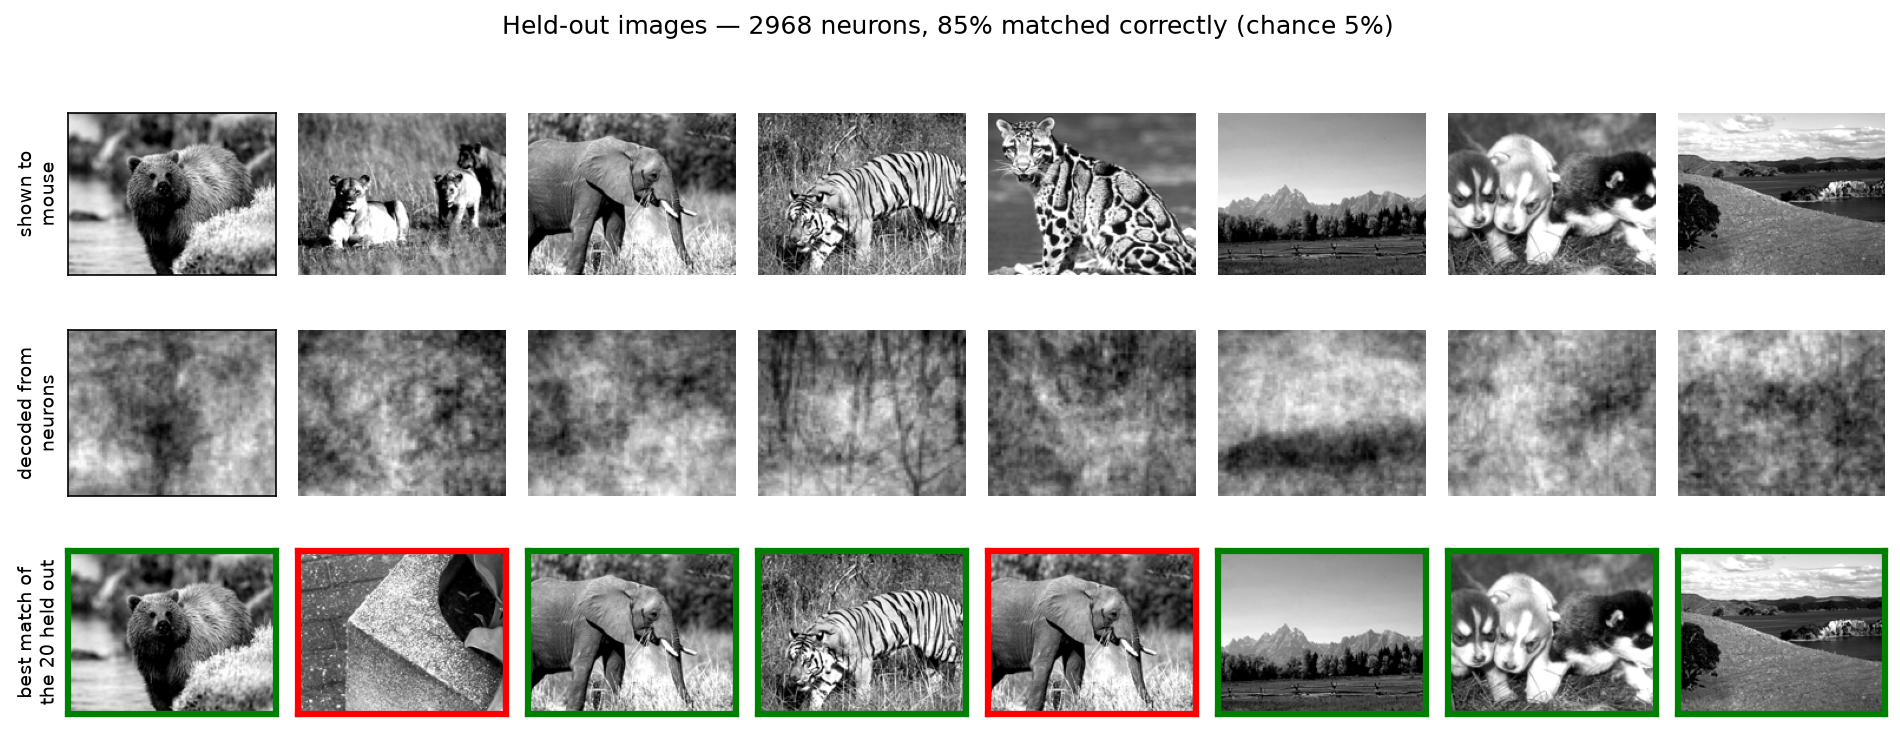 Held-out images — 2968 neurons, 85% matched correctly (chance 5%)
shown to
mouse
decoded from
neurons
best match of
the 20 held out